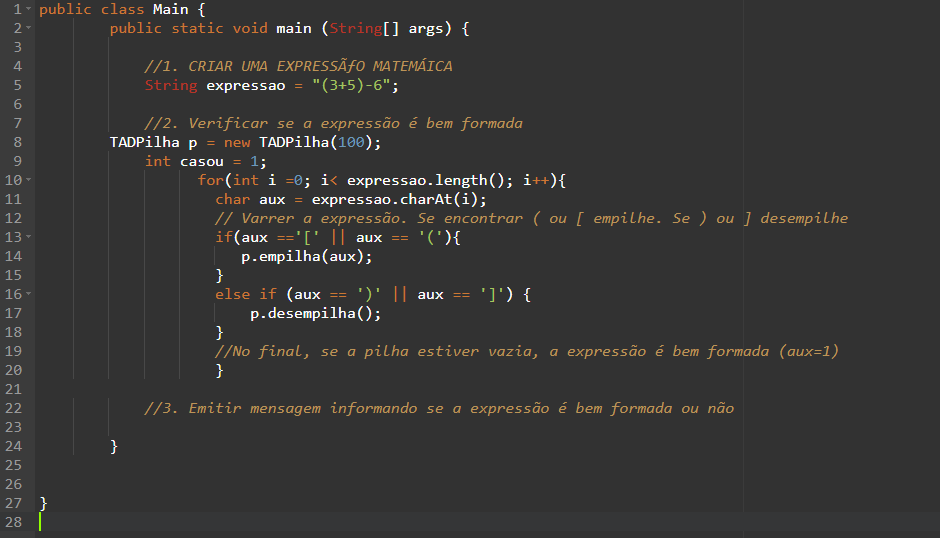 1 public class Main {
2 public static void main (String[] args) {
3
4 //1. CRIAR UMA EXPRESSÃƒO MATEMÁICA
5 String expressao = "(3+5)-6";
6
7 //2. Verificar se a expressão é bem formada
8 TADPilha p = new TADPilha(100);
9 int casou = 1;
10 for(int i =0; i< expressao.length(); i++){
11 char aux = expressao.charAt(i);
12 // Varrer a expressão. Se encontrar ( ou [ empilhe. Se ) ou ] desempilhe
13 if(aux =='[' || aux == '('){
14 p.empilha(aux);
15 }
16 else if (aux == ')' || aux == ']') {
17 p.desempilha();
18 }
19 //No final, se a pilha estiver vazia, a expressão é bem formada (aux=1)
20 }
21
22 //3. Emitir mensagem informando se a expressão é bem formada ou não
23
24 }
25
26
27 }
28